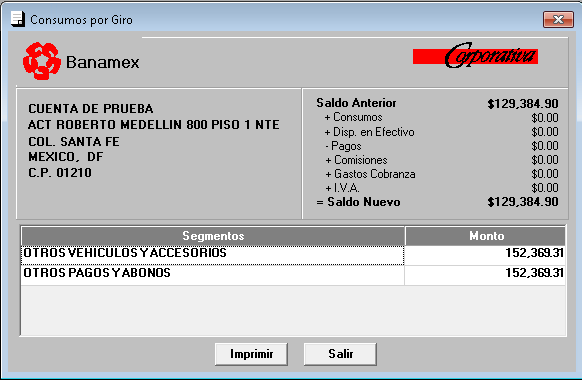 Consumos por Giro
Banamex
Corporativa
CUENTA DE PRUEBA
ACT ROBERTO MEDELLIN 800 PISO 1 NTE
COL. SANTA FE
MEXICO, DF
C.P. 01210
Saldo Anterior $129,384.90
+ Consumos $0.00
+ Disp. en Efectivo $0.00
- Pagos $0.00
+ Comisiones $0.00
+ Gastos Cobranza $0.00
+ I.V.A. $0.00
= Saldo Nuevo $129,384.90
Segmentos Monto
OTROS VEHICULOS Y ACCESORIOS 152,369.31
OTROS PAGOS Y ABONOS 152,369.31
Imprimir Salir